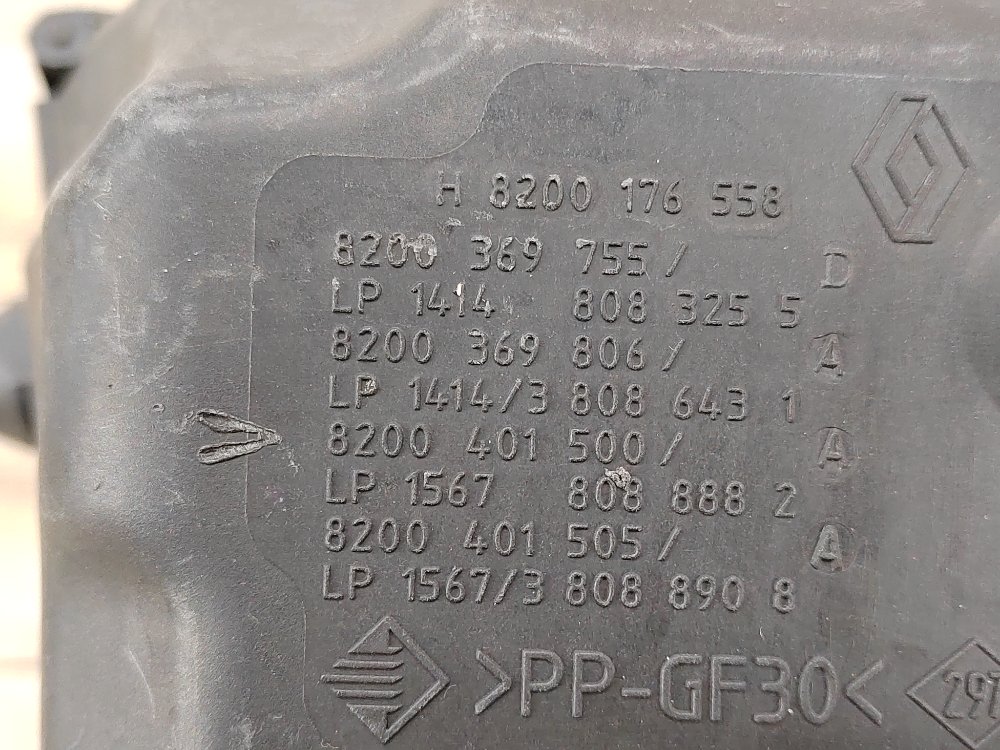 H 8200 176 558
8200 369 755/ D
LP 1414 808 325 5
8200 369 806/ A
LP 1414/3 808 643 1
8200 401 500/ A
LP 1567 808 888 2
8200 401 505/ A
LP 1567/3 808 890 8
>PP-GF30<